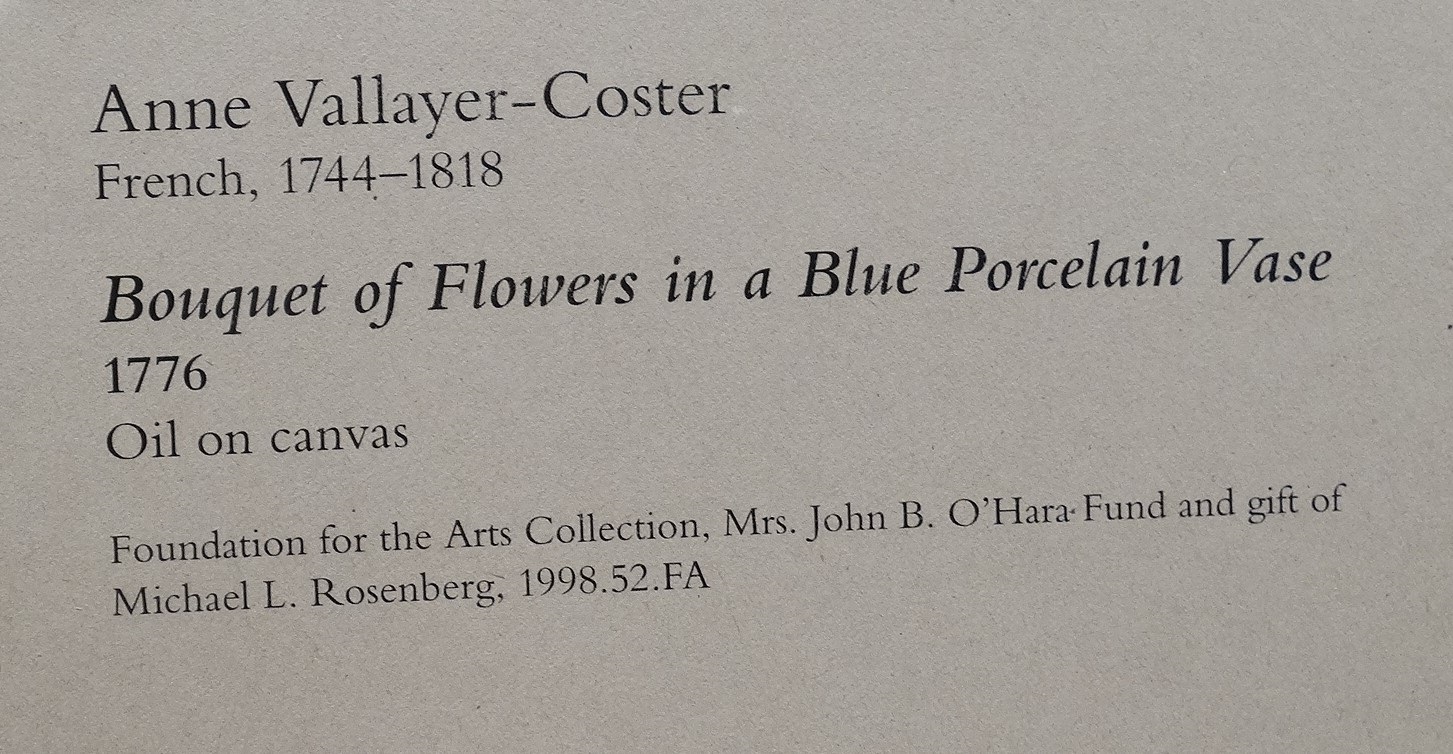 Anne Vallayer-Coster
French, 1744–1818
Bouquet of Flowers in a Blue Porcelain Vase
1776
Oil on canvas
Foundation for the Arts Collection, Mrs. John B. O’Hara Fund and gift of
Michael L. Rosenberg, 1998.52.FA